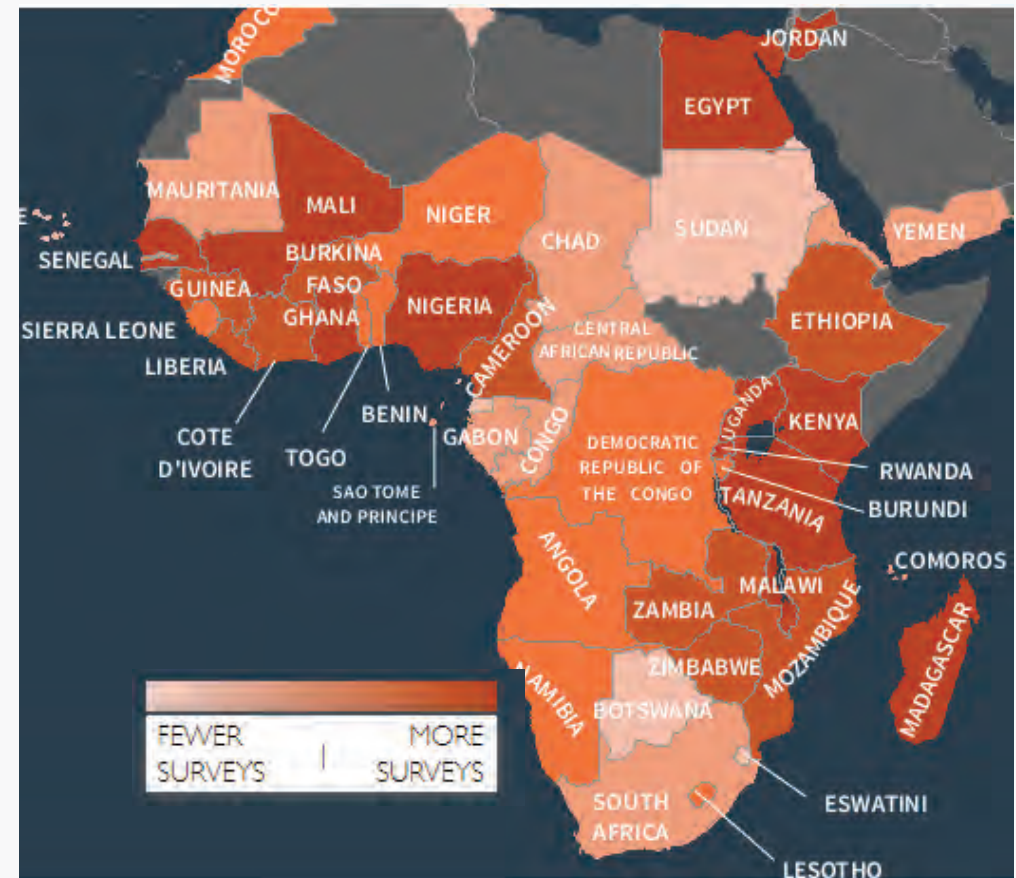 MOROCC
JORDAN
EGYPT
MAURITANIA
MALI
NIGER
CHAD
SUDAN
YEMEN
E
SENEGAL
BURKINA
FASO
GUINEA
GHANA
NIGERIA
CAMEROON
CENTRAL
AFRICAN REPUBLIC
ETHIOPIA
SIERRA LEONE
LIBERIA
COTE
D'IVOIRE
TOGO
BENIN
SAO TOME
AND PRINCIPE
GABON
CONGO
DEMOCRATIC
REPUBLIC OF
THE CONGO
UGANDA
KENYA
RWANDA
BURUNDI
TANZANIA
COMOROS
ANGOLA
MALAWI
ZAMBIA
MOZAMBIQUE
MADAGASCAR
ZIMBABWE
NAMIBIA
BOTSWANA
SOUTH
AFRICA
ESWATINI
LESOTHO
FEWER
SURVEYS
|
MORE
SURVEYS